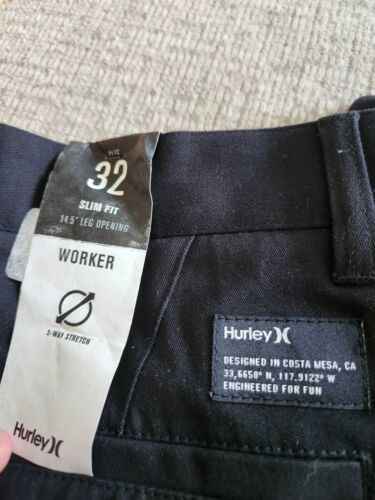 32
SLIM FIT
14.5" LEG OPENING
WORKER
2-WAY STRETCH
Hurley
Hurley
DESIGNED IN COSTA MESA, CA
33.6650° N, 117.9122° W
ENGINEERED FOR FUN